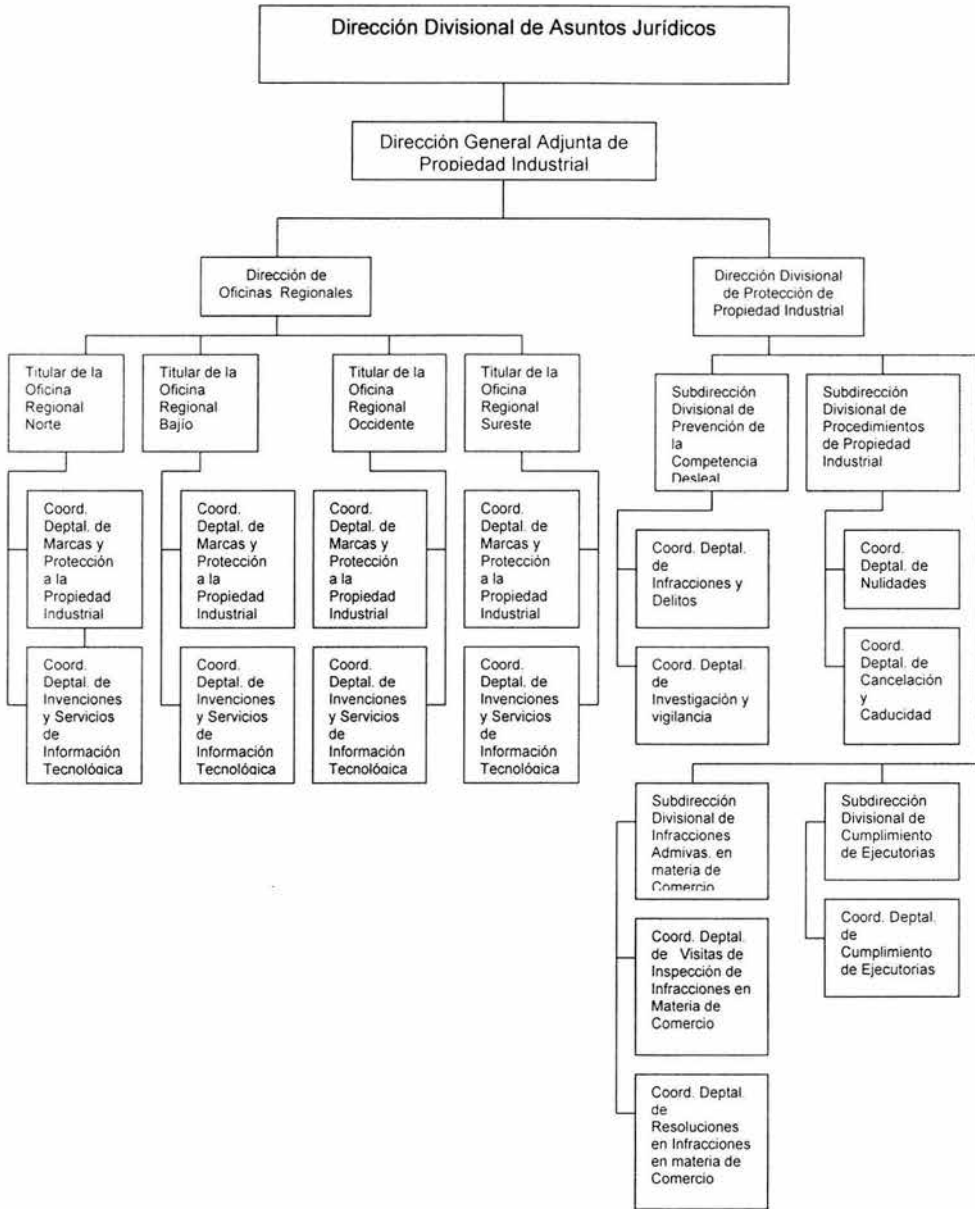 Dirección Divisional de Asuntos Jurídicos
Dirección General Adjunta de
Propiedad Industrial
Dirección de
Oficinas Regionales
Dirección Divisional
de Protección de
Propiedad Industrial
Titular de la
Oficina
Regional
Norte
Titular de la
Oficina
Regional
Bajío
Titular de la
Oficina
Regional
Occidente
Titular de la
Oficina
Regional
Sureste
Subdirección
Divisional de
Prevención de
la
Competencia
Desleal
Subdirección
Divisional de
Procedimientos
de Propiedad
Industrial
Coord.
Deptal. de
Marcas y
Protección
a la
Propiedad
Industrial
Coord.
Deptal. de
Marcas y
Protección
a la
Propiedad
Industrial
Coord.
Deptal. de
Marcas y
Protección
a la
Propiedad
Industrial
Coord.
Deptal. de
Marcas y
Protección
a la
Propiedad
Industrial
Coord. Deptal.
de
Infracciones y
Delitos
Coord.
Deptal. de
Nulidades
Coord.
Deptal. de
Invenciones
y Servicios
de
Información
Tecnológica
Coord.
Deptal. de
Invenciones
y Servicios
de
Información
Tecnológica
Coord.
Deptal. de
Invenciones
y Servicios
de
Información
Tecnológica
Coord.
Deptal. de
Invenciones
y Servicios
de
Información
Tecnológica
Coord. Deptal.
de
Investigación y
vigilancia
Coord.
Deptal. de
Cancelación
y
Caducidad
Subdirección
Divisional de
Infracciones
Admivas. en
materia de
Comercio
Subdirección
Divisional de
Cumplimiento
de Ejecutorias
Coord. Deptal.
de Visitas de
Inspección de
Infracciones en
Materia de
Comercio
Coord. Deptal.
de
Cumplimiento
de Ejecutorias
Coord. Deptal.
de
Resoluciones
en Infracciones
en materia de
Comercio